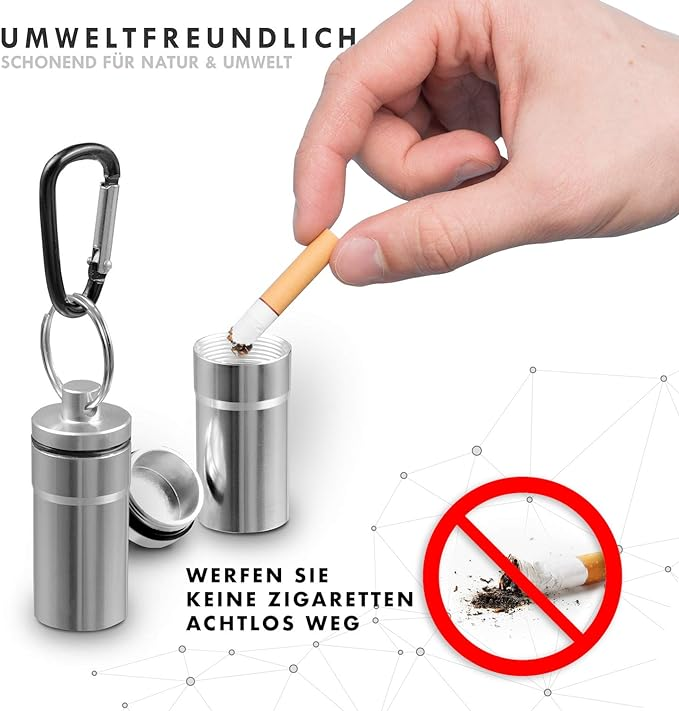 UMWELTFREUNDLICH
SCHONEND FÜR NATUR & UMWELT
WERFEN SIE
KEINE ZIGARETTEN
ACHTLOS WEG